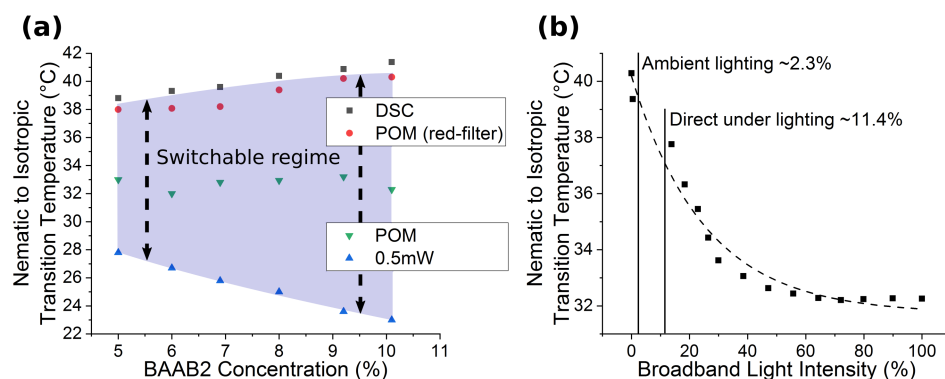 (a)
Nematic to Isotropic
Transition Temperature (°C)
42
40
38
36
34
32
30
28
26
24
22
DSC
POM (red-filter)
Switchable regime
POM
0.5mW
5
6
7
8
9
10
11
BAAB2 Concentration (%)
(b)
Nematic to Isotropic
Transition Temperature (°C)
40
38
36
34
32
Ambient lighting ~2.3%
Direct under lighting ~11.4%
0
20
40
60
80
100
Broadband Light Intensity (%)